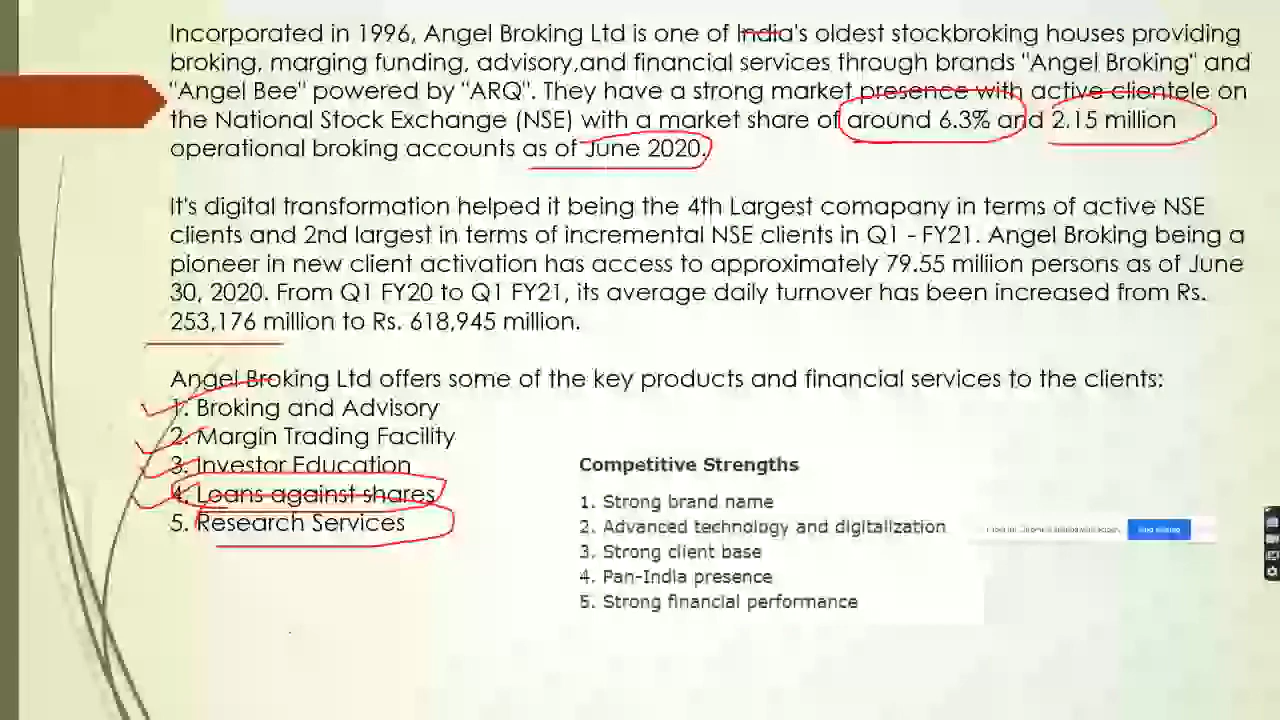 Incorporated in 1996, Angel Broking Ltd is one of India's oldest stockbroking houses providing
broking, marging funding, advisory,and financial services through brands "Angel Broking" and
"Angel Bee" powered by "ARQ". They have a strong market presence with active clientele on
the National Stock Exchange (NSE) with a market share of around 6.3% and 2.15 million
operational broking accounts as of June 2020.
It's digital transformation helped it being the 4th Largest comapany in terms of active NSE
clients and 2nd largest in terms of incremental NSE clients in Q1 - FY21. Angel Broking being a
pioneer in new client activation has access to approximately 79.55 miliion persons as of June
30, 2020. From Q1 FY20 to Q1 FY21, its average daily turnover has been increased from Rs.
253,176 million to Rs. 618,945 million.
Angel Broking Ltd offers some of the key products and financial services to the clients:
1. Broking and Advisory
2. Margin Trading Facility
3. Investor Education
4. Loans against shares
5. Research Services
Competitive Strengths
1. Strong brand name
2. Advanced technology and digitalization
3. Strong client base
4. Pan-India presence
5. Strong financial performance